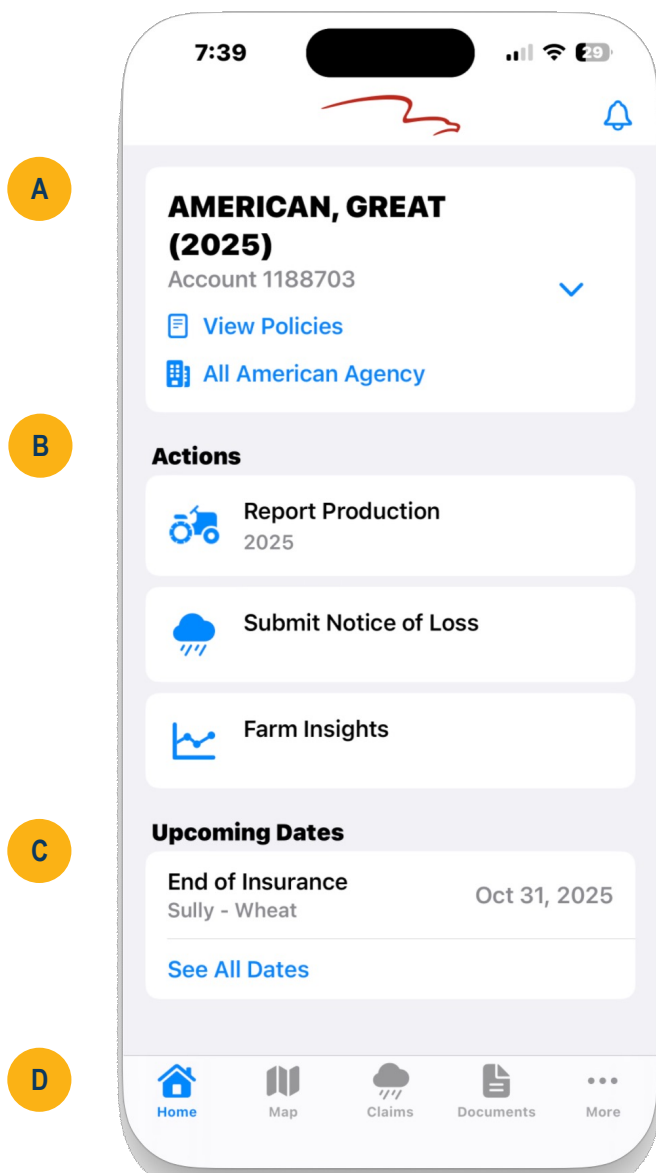 7:39
29
A
AMERICAN, GREAT
(2025)
Account 1188703
View Policies
All American Agency
B
Actions
Report Production
2025
Submit Notice of Loss
Farm Insights
C
Upcoming Dates
End of Insurance
Sully - Wheat
Oct 31, 2025
See All Dates
D
Home
Map
Claims
Documents
More